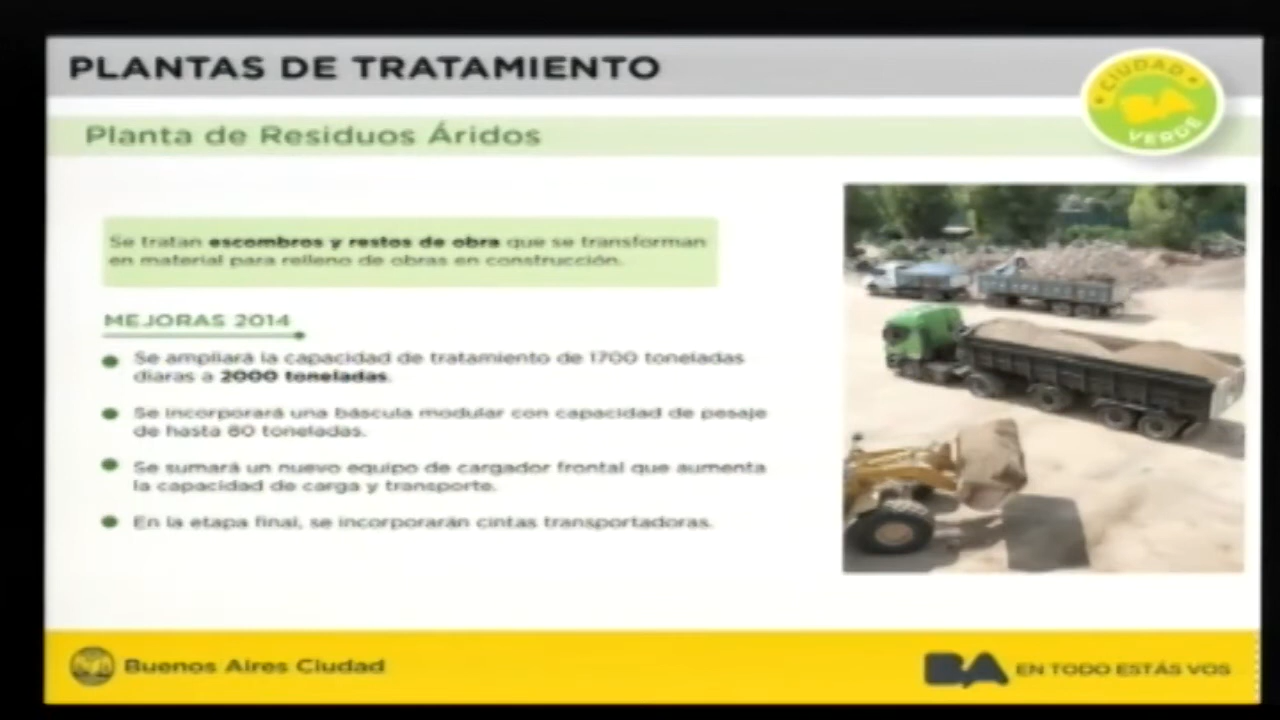 PLANTAS DE TRATAMIENTO
CIUDAD
BA
VERDE
Planta de Residuos Áridos
Se tratan escombros y restos de obra que se transforman
en material para relleno de obras en construcción.
MEJORAS 2014
Se ampliará la capacidad de tratamiento de 1700 toneladas
diaras a 2000 toneladas.
Se incorporará una báscula modular con capacidad de pesaje
de hasta 80 toneladas.
Se sumará un nuevo equipo de cargador frontal que aumenta
la capacidad de carga y transporte.
En la etapa final, se incorporarán cintas transportadoras.
Buenos Aires Ciudad
BA EN TODO ESTÁS VOS